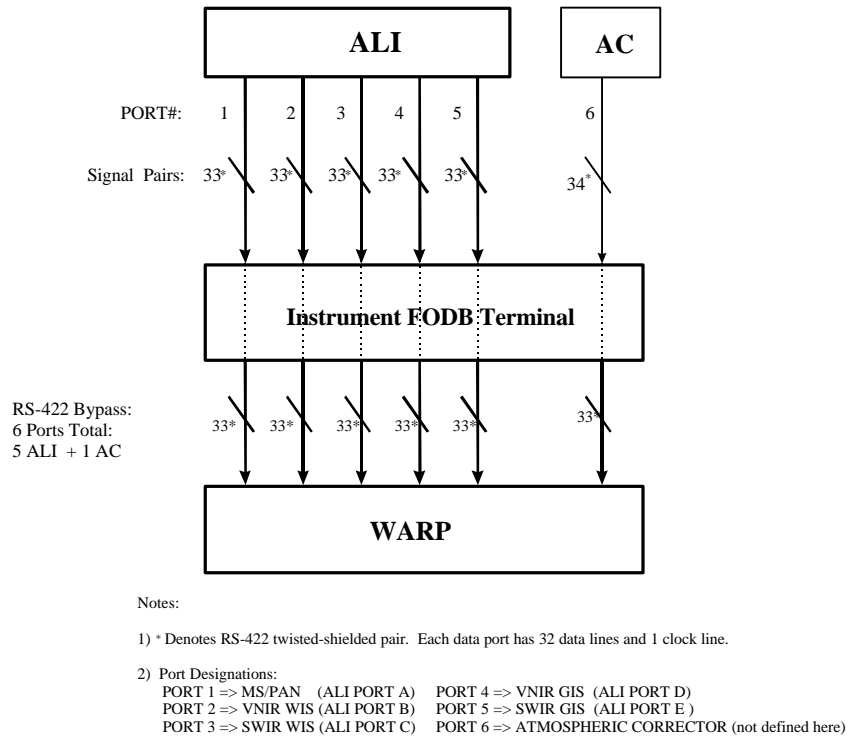 ALI AC
PORT#: 1 2 3 4 5 6
Signal Pairs: 33* 33* 33* 33* 33* 34*
Instrument FODB Terminal
RS-422 Bypass:
6 Ports Total:
5 ALI + 1 AC
33* 33* 33* 33* 33* 33*
WARP
Notes:
1) * Denotes RS-422 twisted-shielded pair. Each data port has 32 data lines and 1 clock line.
2) Port Designations:
PORT 1 => MS/PAN (ALI PORT A) PORT 4 => VNIR GIS (ALI PORT D)
PORT 2 => VNIR WIS (ALI PORT B) PORT 5 => SWIR GIS (ALI PORT E )
PORT 3 => SWIR WIS (ALI PORT C) PORT 6 => ATMOSPHERIC CORRECTOR (not defined here)